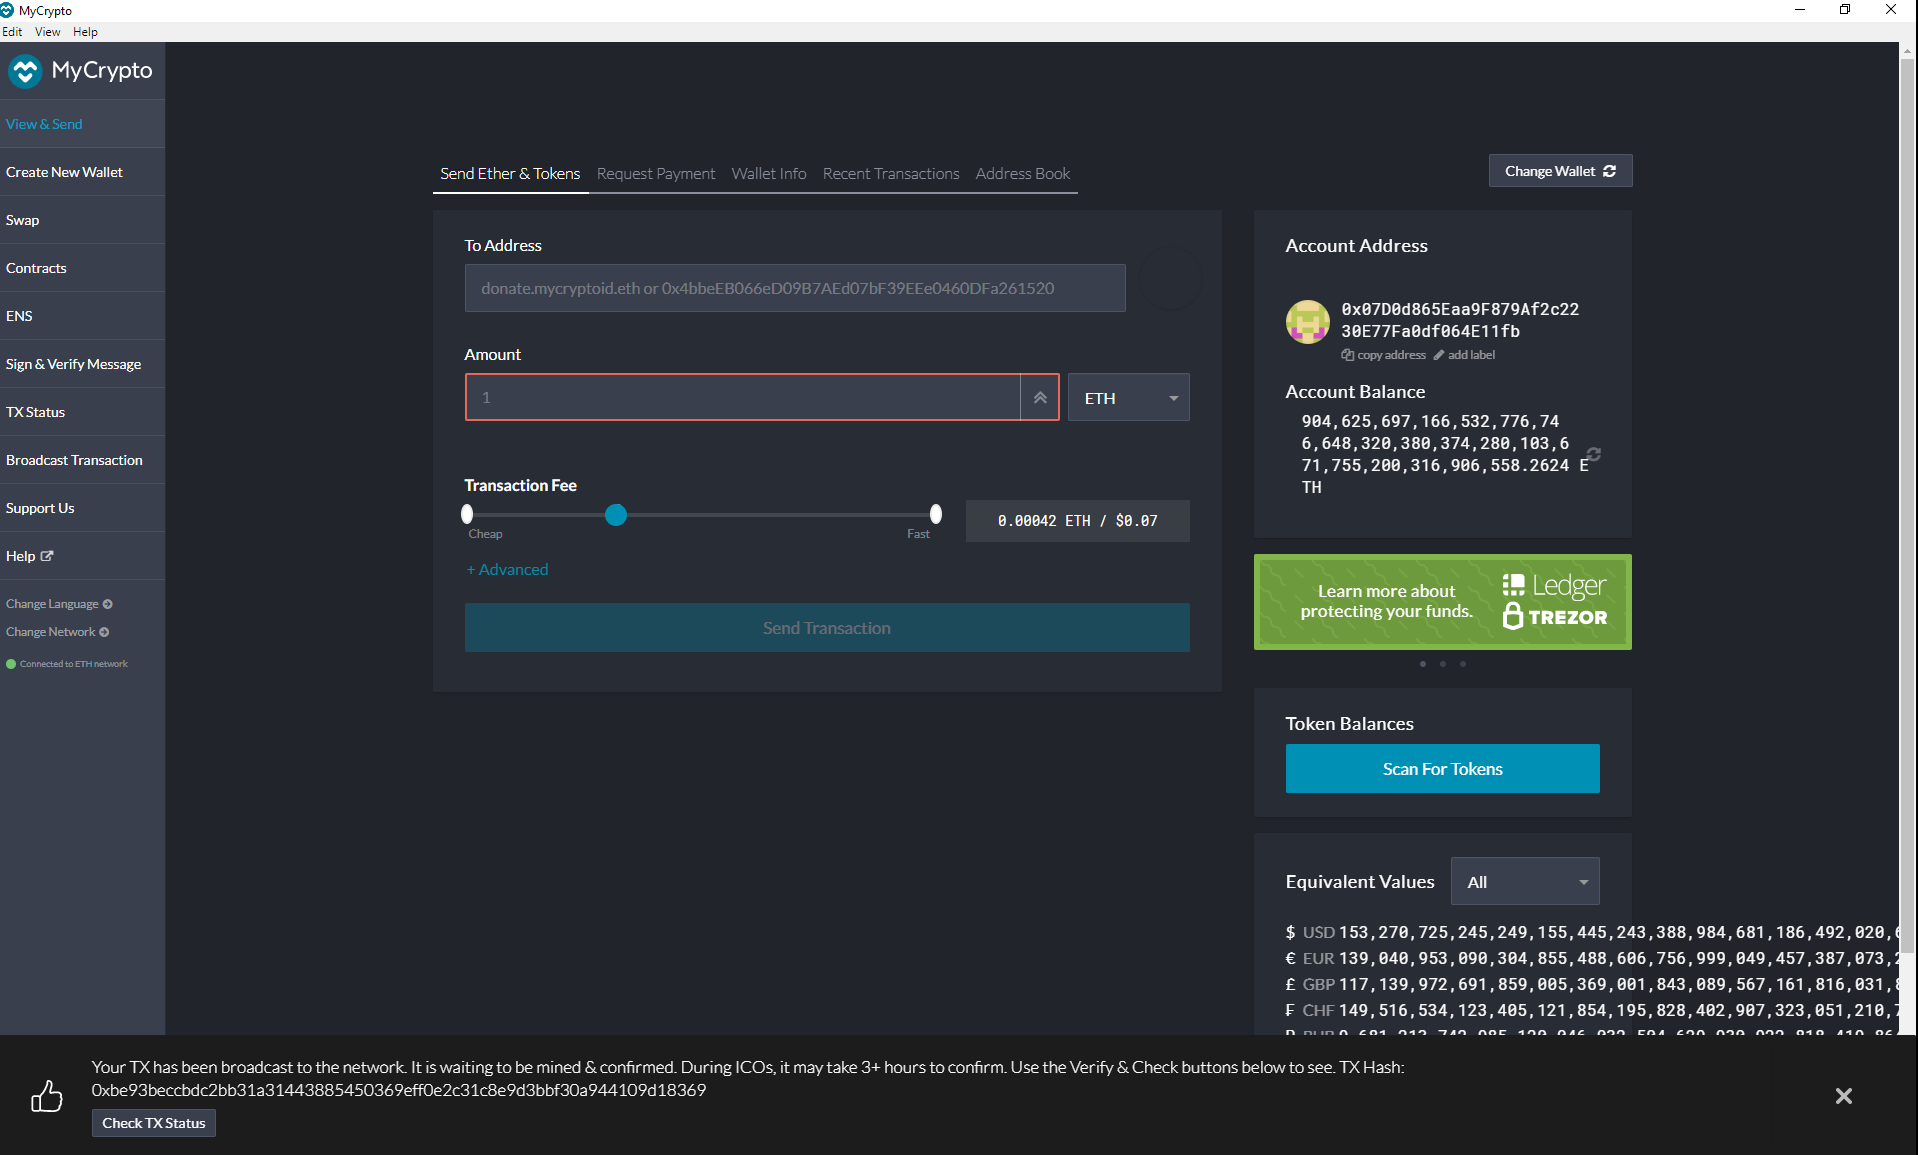 MyCrypto
Edit View Help
MyCrypto
View & Send
Create New Wallet
Swap
Contracts
ENS
Sign & Verify Message
TX Status
Broadcast Transaction
Support Us
Help
Change Language
Change Network
Connected to ETH network
Send Ether & Tokens Request Payment Wallet Info Recent Transactions Address Book
Change Wallet
To Address
donate.mycryptoid.eth or 0x4bbeEB066eD09B7AEd07bF39EEe0460DFa261520
Amount
1
ETH
Transaction Fee
Cheap Fast
0.00042 ETH / $0.07
+ Advanced
Send Transaction
Account Address
0x07D0d865Eaa9F879Af2c22
30E77Fa0df064E11fb
copy address add label
Account Balance
904,625,697,166,532,776,74
6,648,320,380,374,280,103,6
71,755,200,316,906,558.2624 E
TH
Learn more about
protecting your funds.
Ledger
TREZOR
Token Balances
Scan For Tokens
Equivalent Values All
$ USD 153,270,725,245,249,155,445,243,388,984,681,186,492,020,6
€ EUR 139,040,953,090,304,855,488,606,756,999,049,457,387,073,2
£ GBP 117,139,972,691,859,005,369,001,843,089,567,161,816,031,8
₣ CHF 149,516,534,123,405,121,854,195,828,402,907,323,051,210,7
Your TX has been broadcast to the network. It is waiting to be mined & confirmed. During ICOs, it may take 3+ hours to confirm. Use the Verify & Check buttons below to see. TX Hash:
0xbe93beccbdc2bb31a31443885450369eff0e2c31c8e9d3bbf30a944109d18369
Check TX Status